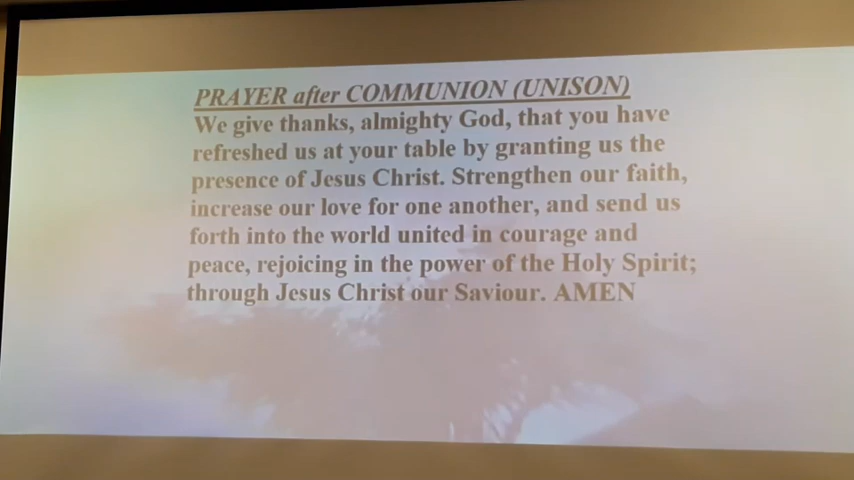 PRAYER after COMMUNION (UNISON)
We give thanks, almighty God, that you have
refreshed us at your table by granting us the
presence of Jesus Christ. Strengthen our faith,
increase our love for one another, and send us
forth into the world united in courage and
peace, rejoicing in the power of the Holy Spirit;
through Jesus Christ our Saviour. AMEN